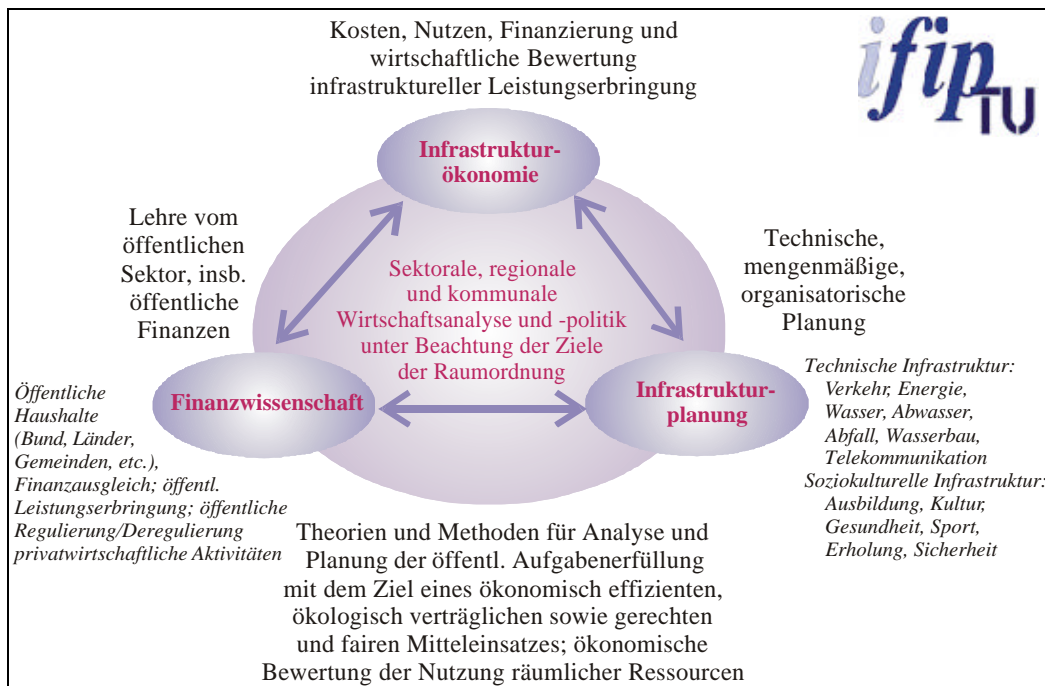 Kosten, Nutzen, Finanzierung und
wirtschaftliche Bewertung
infrastruktureller Leistungserbringung
ifip
TU
Infrastruktur-
ökonomie
Lehre vom
öffentlichen
Sektor, insb.
öffentliche
Finanzen
Sektorale, regionale
und kommunale
Wirtschaftsanalyse und -politik
unter Beachtung der Ziele
der Raumordnung
Technische,
mengenmäßige,
organisatorische
Planung
Finanzwissenschaft
Infrastruktur-
planung
Öffentliche
Haushalte
(Bund, Länder,
Gemeinden, etc.),
Finanzausgleich; öffentl.
Leistungserbringung; öffentliche
Regulierung/Deregulierung
privatwirtschaftliche Aktivitäten
Technische Infrastruktur:
Verkehr, Energie,
Wasser, Abwasser,
Abfall, Wasserbau,
Telekommunikation
Soziokulturelle Infrastruktur:
Ausbildung, Kultur,
Gesundheit, Sport,
Erholung, Sicherheit
Theorien und Methoden für Analyse und
Planung der öffentl. Aufgabenerfüllung
mit dem Ziel eines ökonomisch effizienten,
ökologisch verträglichen sowie gerechten
und fairen Mitteleinsatzes; ökonomische
Bewertung der Nutzung räumlicher Ressourcen